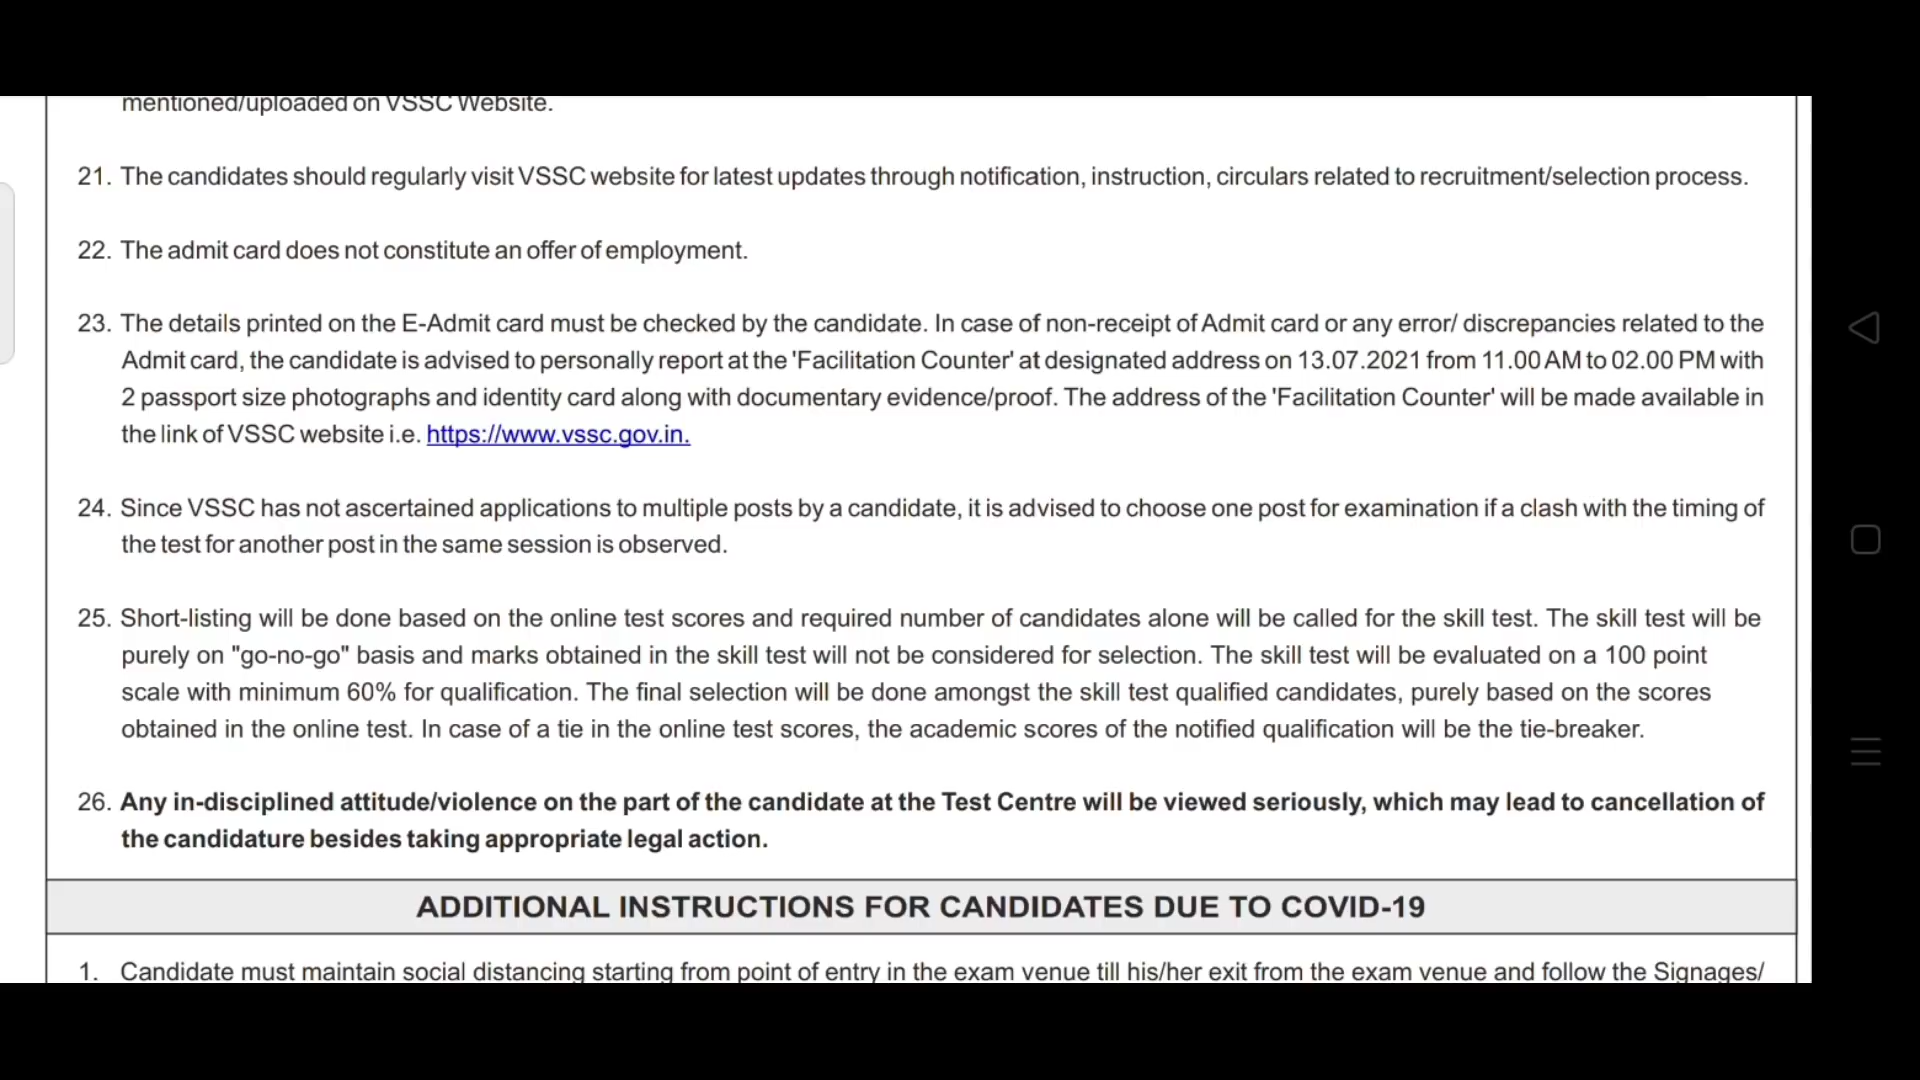 mentioned/uploaded on VSSC Website.
21. The candidates should regularly visit VSSC website for latest updates through notification, instruction, circulars related to recruitment/selection process.
22. The admit card does not constitute an offer of employment.
23. The details printed on the E-Admit card must be checked by the candidate. In case of non-receipt of Admit card or any error/ discrepancies related to the
Admit card, the candidate is advised to personally report at the 'Facilitation Counter' at designated address on 13.07.2021 from 11.00 AM to 02.00 PM with
2 passport size photographs and identity card along with documentary evidence/proof. The address of the 'Facilitation Counter' will be made available in
the link of VSSC website i.e. https://www.vssc.gov.in.
24. Since VSSC has not ascertained applications to multiple posts by a candidate, it is advised to choose one post for examination if a clash with the timing of
the test for another post in the same session is observed.
25. Short-listing will be done based on the online test scores and required number of candidates alone will be called for the skill test. The skill test will be
purely on "go-no-go" basis and marks obtained in the skill test will not be considered for selection. The skill test will be evaluated on a 100 point
scale with minimum 60% for qualification. The final selection will be done amongst the skill test qualified candidates, purely based on the scores
obtained in the online test. In case of a tie in the online test scores, the academic scores of the notified qualification will be the tie-breaker.
26. Any in-disciplined attitude/violence on the part of the candidate at the Test Centre will be viewed seriously, which may lead to cancellation of
the candidature besides taking appropriate legal action.
ADDITIONAL INSTRUCTIONS FOR CANDIDATES DUE TO COVID-19
1. Candidate must maintain social distancing starting from point of entry in the exam venue till his/her exit from the exam venue and follow the Signages/